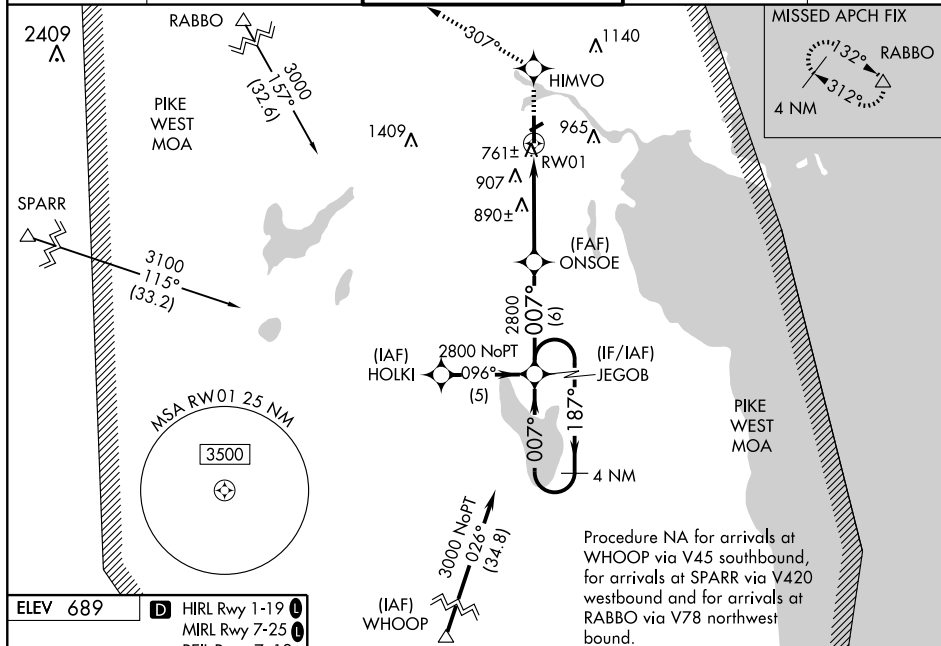 MISSED APCH FIX
RABBO
132°
312°
4 NM
2409
RABBO
3000
157°
(32.6)
PIKE
WEST
MOA
307°
1140
HIMVO
1409
965
761±
RW01
907
890±
SPARR
3100
115°
(33.2)
(FAF)
ONSOE
2800
007°
(6)
(IAF)
HOLKI
2800 NoPT
096°
(5)
(IF/IAF)
JEGOB
007°
187°
4 NM
MSA RW01 25 NM
3500
PIKE
WEST
MOA
3000 NoPT
026°
(34.8)
(IAF)
WHOOP
Procedure NA for arrivals at
WHOOP via V45 southbound,
for arrivals at SPARR via V420
westbound and for arrivals at
RABBO via V78 northwest
bound.
ELEV 689
D HIRL Rwy 1-19 L
MIRL Rwy 7-25 L